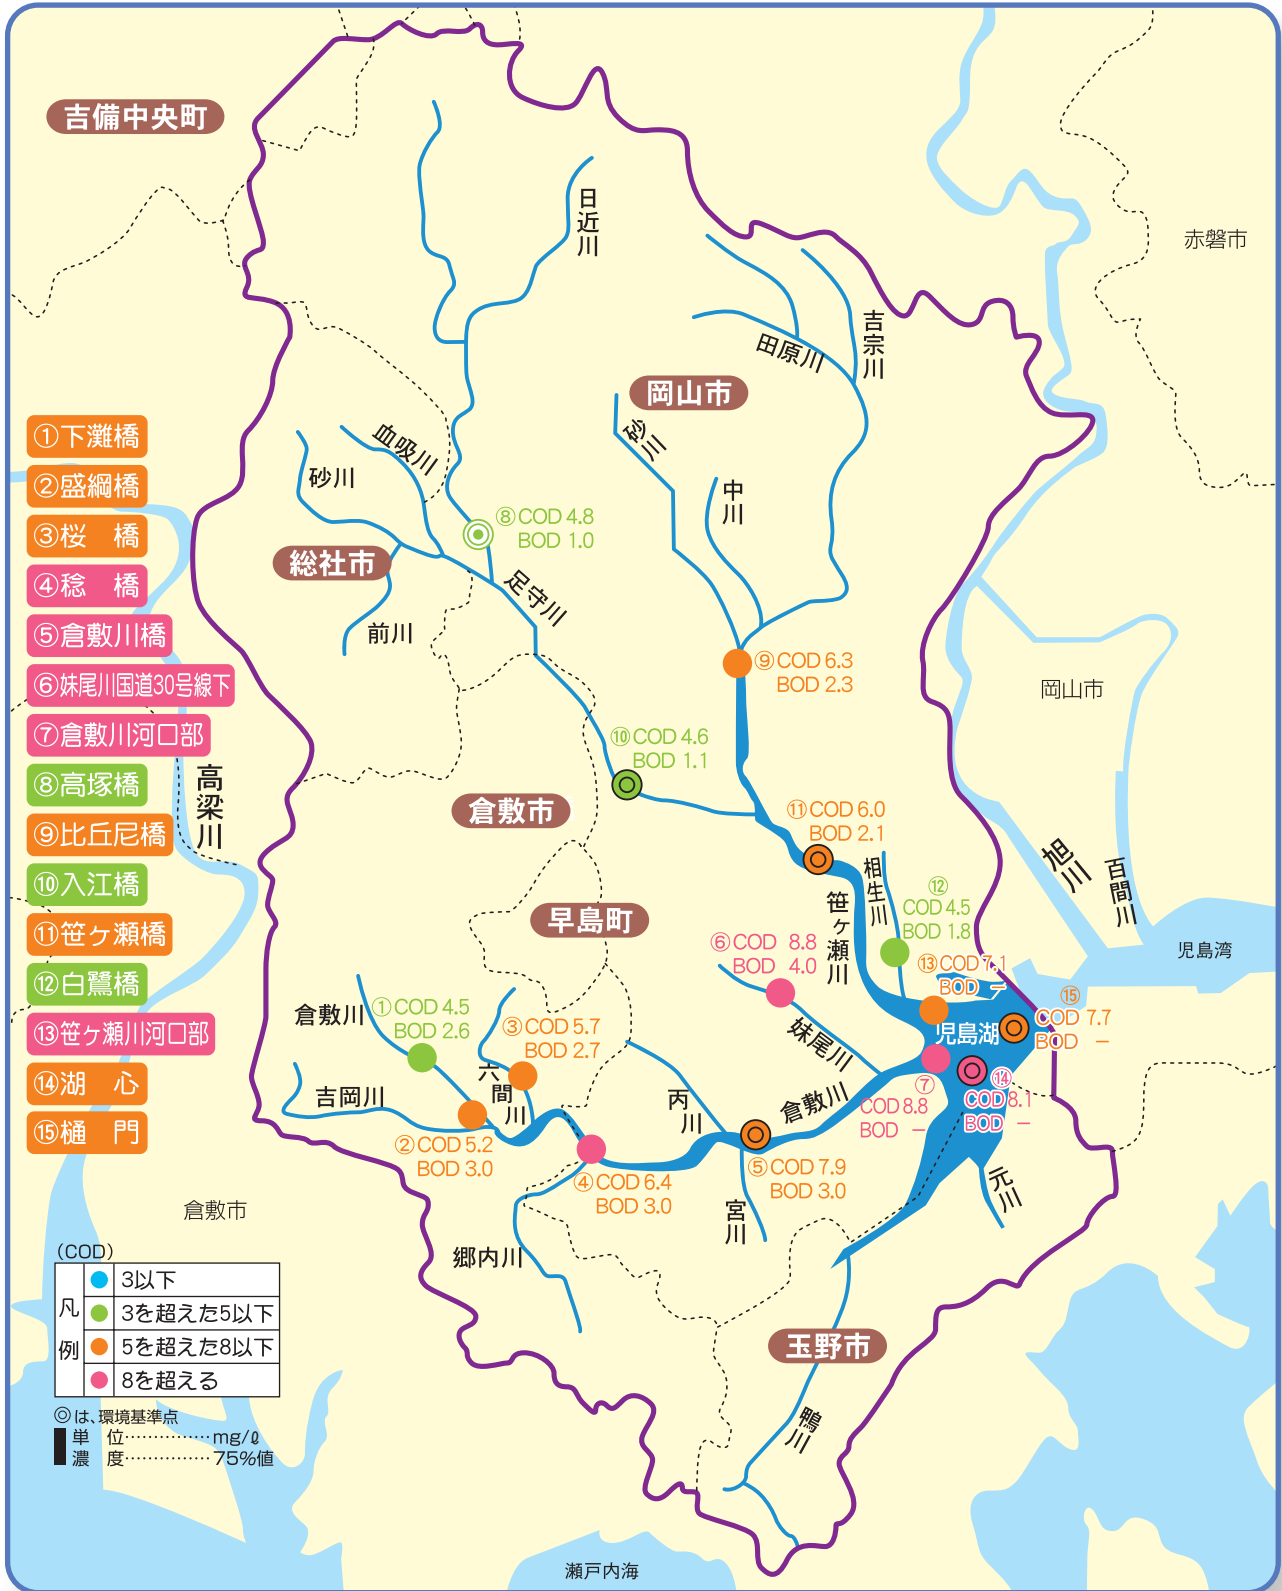 吉備中央町
日近川
赤磐市
吉宗川
田原川
岡山市
砂川
血吸川
砂川
中川
①下灘橋
②盛綱橋
③桜　橋
④稔　橋
⑤倉敷川橋
⑥妹尾川国道30号線下
⑦倉敷川河口部
⑧高塚橋
⑨比丘尼橋
⑩入江橋
⑪笹ヶ瀬橋
⑫白鷺橋
⑬笹ヶ瀬川河口部
⑭湖　心
⑮樋　門
⑧COD 4.8
BOD 1.0
総社市
足守川
前川
⑨COD 6.3
BOD 2.3
岡山市
⑩COD 4.6
BOD 1.1
高梁川
倉敷市
⑪COD 6.0
BOD 2.1
旭川
百間川
相生川
笹ヶ瀬川
⑫
COD 4.5
BOD 1.8
早島町
⑥COD 8.8
BOD 4.0
児島湾
⑬COD 7.1
BOD －
⑮
COD 7.7
BOD －
児島湖
倉敷川
①COD 4.5
BOD 2.6
③COD 5.7
BOD 2.7
妹尾川
六間川
吉岡川
丙川
倉敷川
⑦
COD 8.8
BOD －
⑭
COD 8.1
BOD －
②COD 5.2
BOD 3.0
④COD 6.4
BOD 3.0
⑤COD 7.9
BOD 3.0
元川
宮川
倉敷市
郷内川
（COD）
凡例
3以下
3を超えた5以下
5を超えた8以下
8を超える
◎は、環境基準点
単　位……………mg/ℓ
濃　度……………75%値
玉野市
鴨川
瀬戸内海